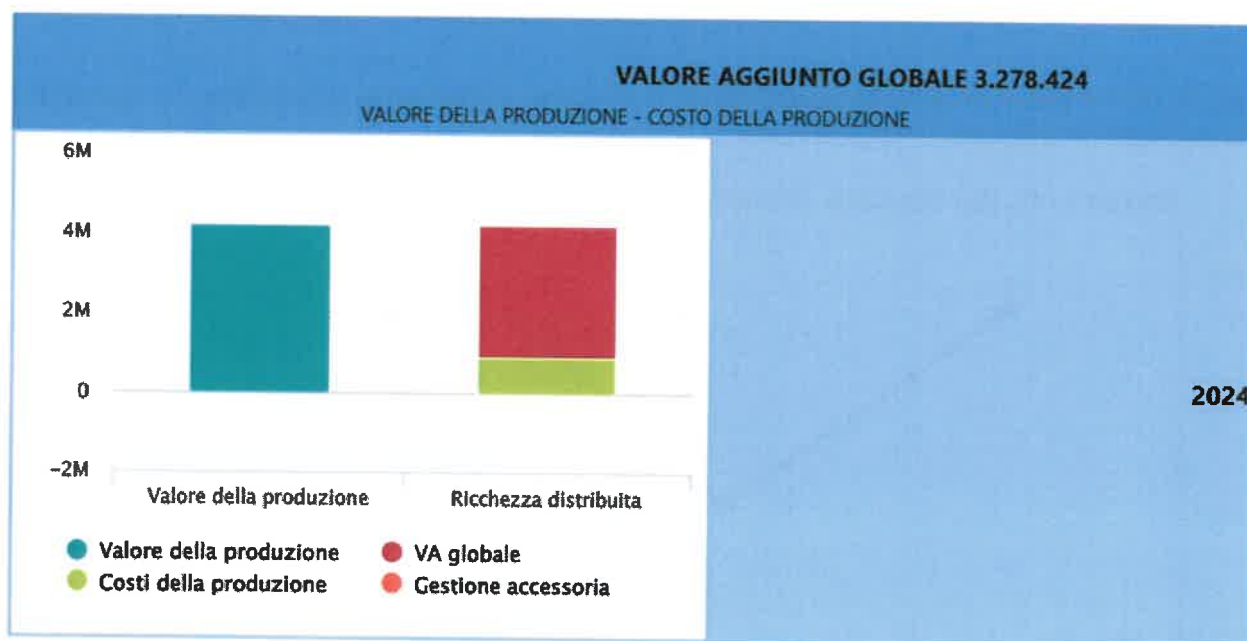 VALORE AGGIUNTO GLOBALE 3.278.424
VALORE DELLA PRODUZIONE - COSTO DELLA PRODUZIONE
6M
4M
2M
0
-2M
Valore della produzione
Ricchezza distribuita
Valore della produzione
VA globale
Costi della produzione
Gestione accessoria
2024